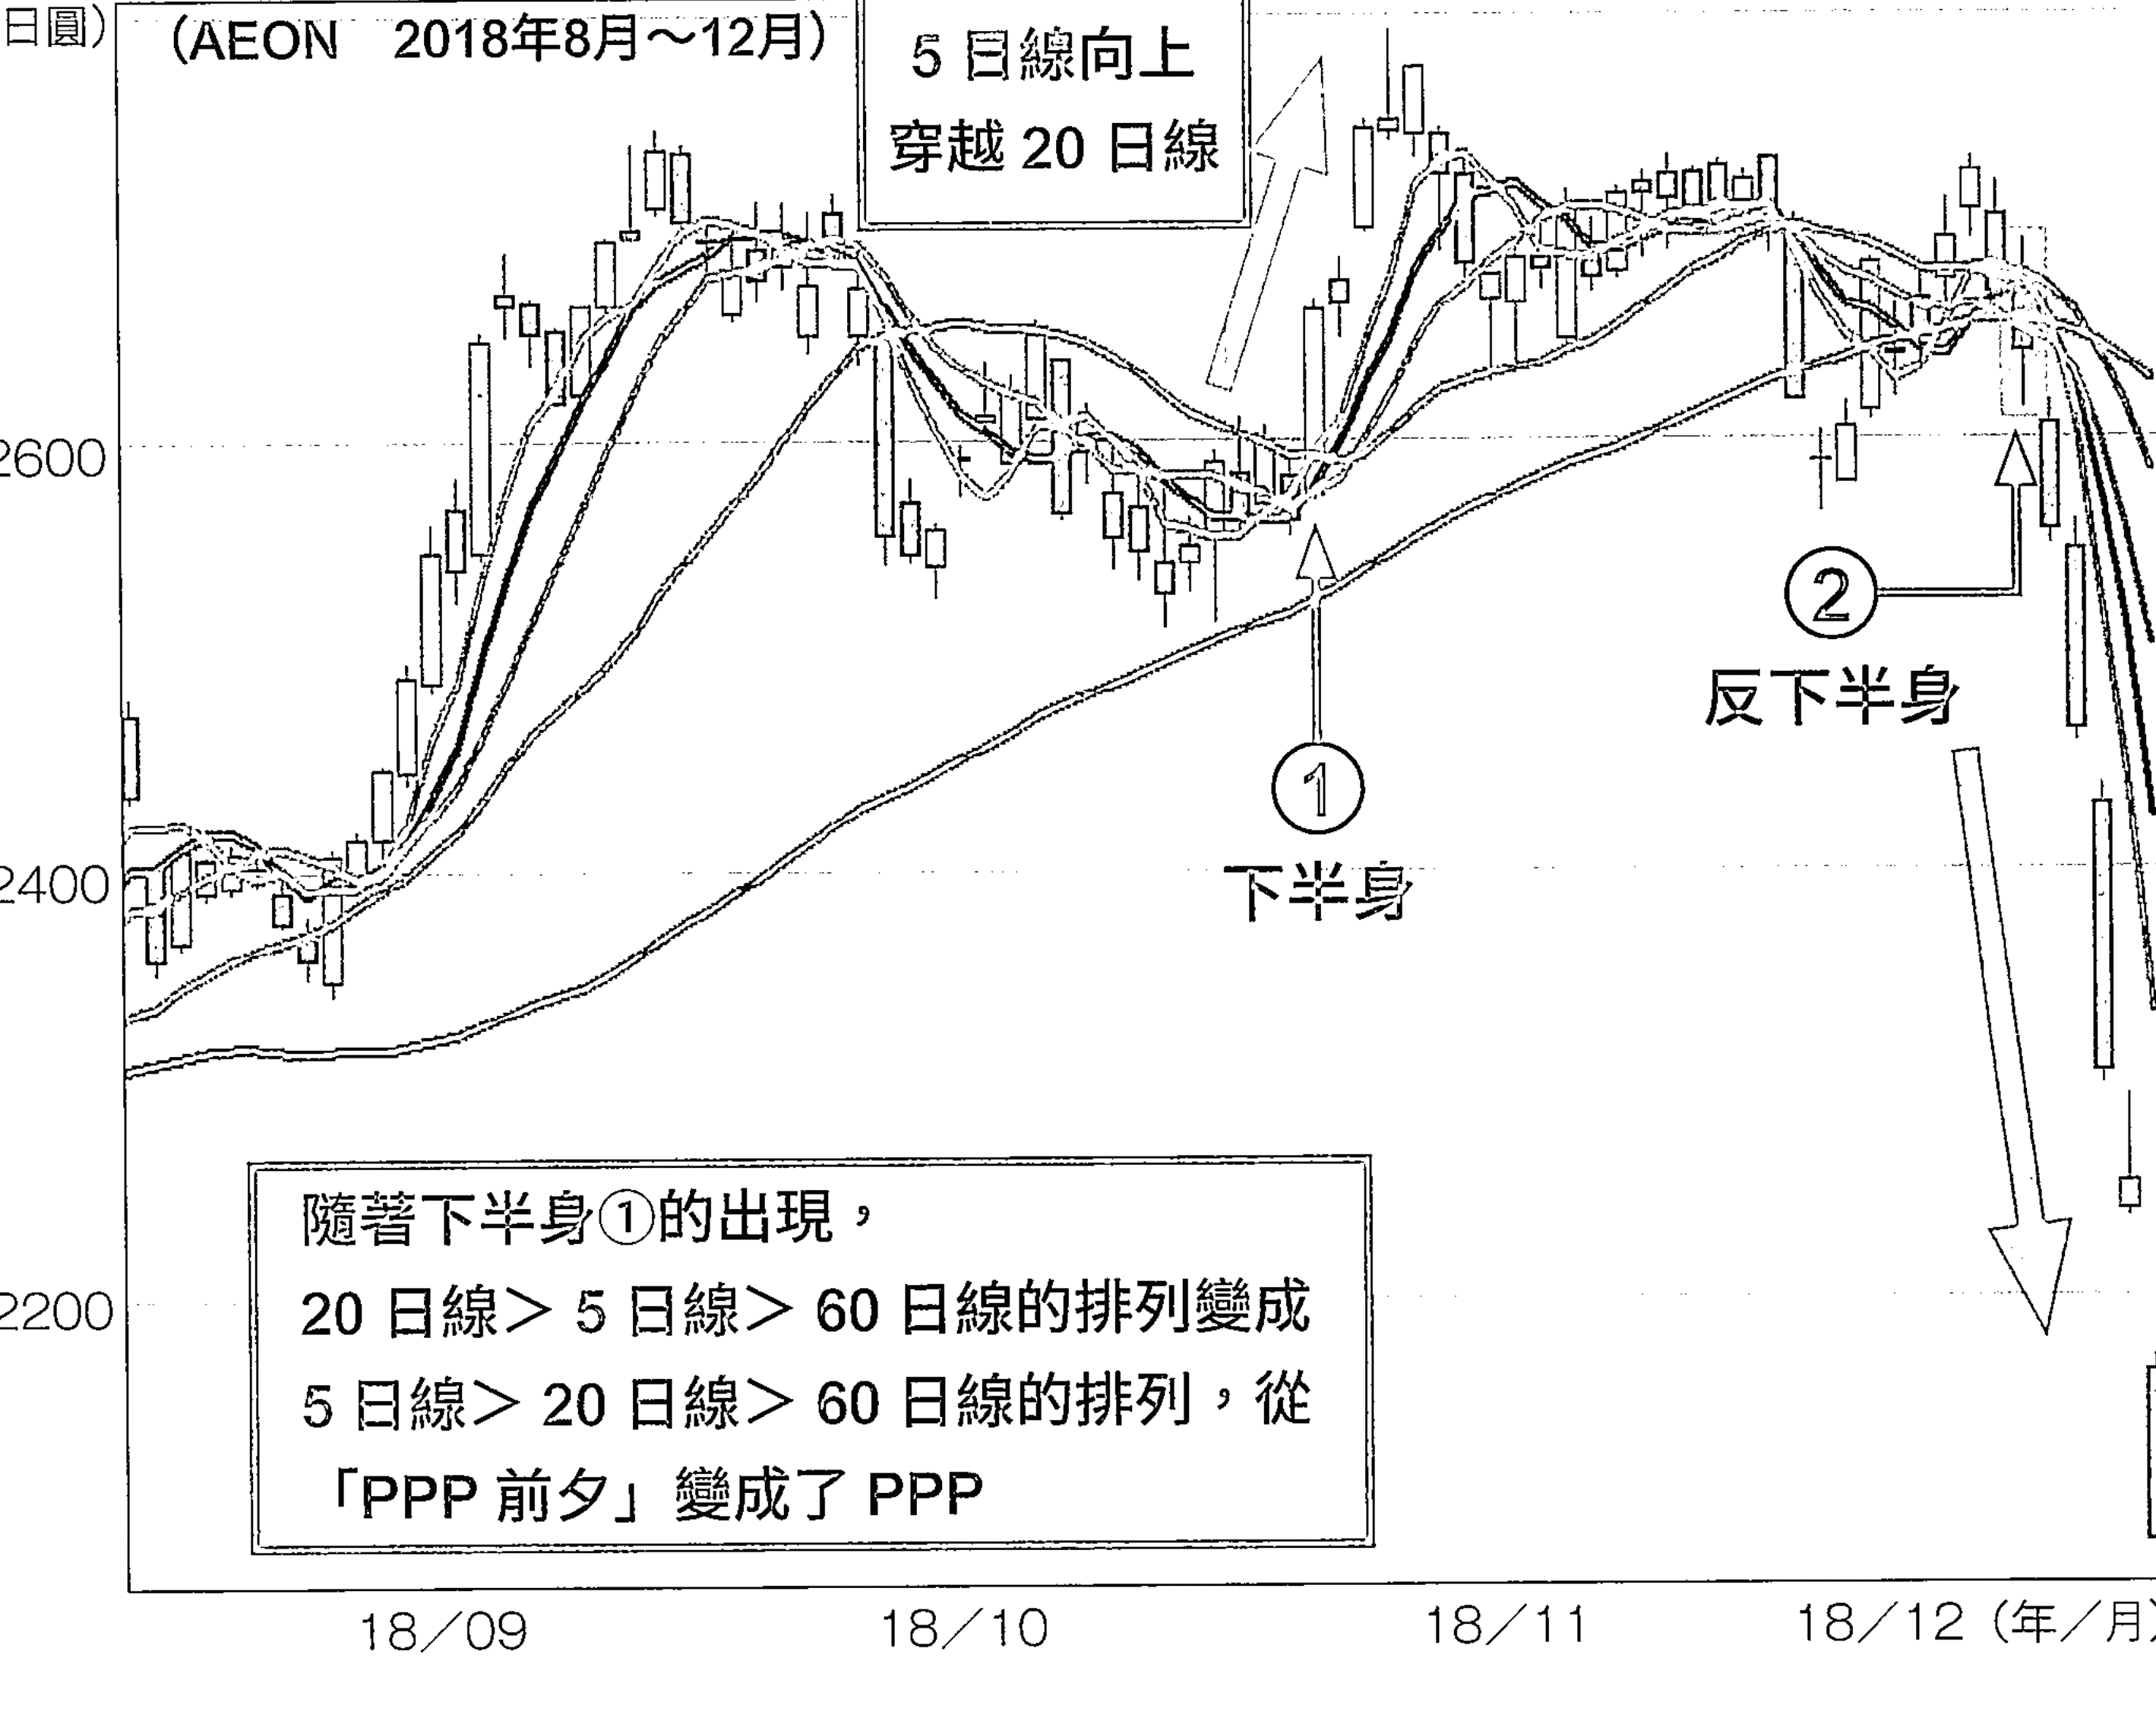 日圓)
(AEON 2018年8月～12月)
5 日線向上
穿越 20 日線
2600
2400
2200
①
下半身
②
反下半身
隨著下半身①的出現，
20 日線＞ 5 日線＞ 60 日線的排列變成
5 日線＞ 20 日線＞ 60 日線的排列，從
「PPP 前夕」變成了 PPP
18／09
18／10
18／11
18／12 (年／月)